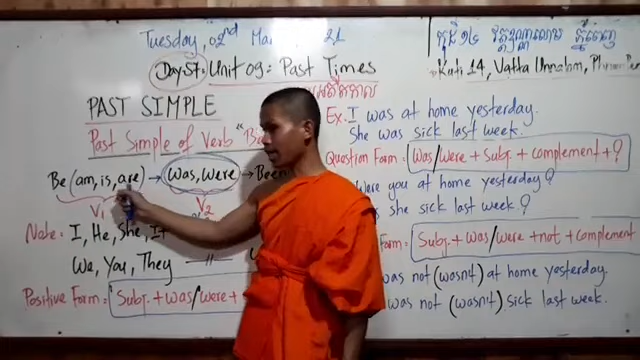 Tuesday, 02nd Mar 21
Day 5th: Unit 09: Past Times
PAST SIMPLE
Past Simple of Verb "Be
Be (am, is, are) → Was, Were → Been
V1 V2
Note: I, He, She, It
We, You, They
Positive Form: Subj. + was/were +
Kuti 14, Vatta Unnalom,
Ex. I was at home yesterday.
She was sick last week.
Question Form: Was/Were + Subj. + complement + ?
Were you at home yesterday?
she sick last week?
Form: Subj. + was/were + not + complement
was not (wasn't) at home yesterday.
was not (wasn't) sick last week.